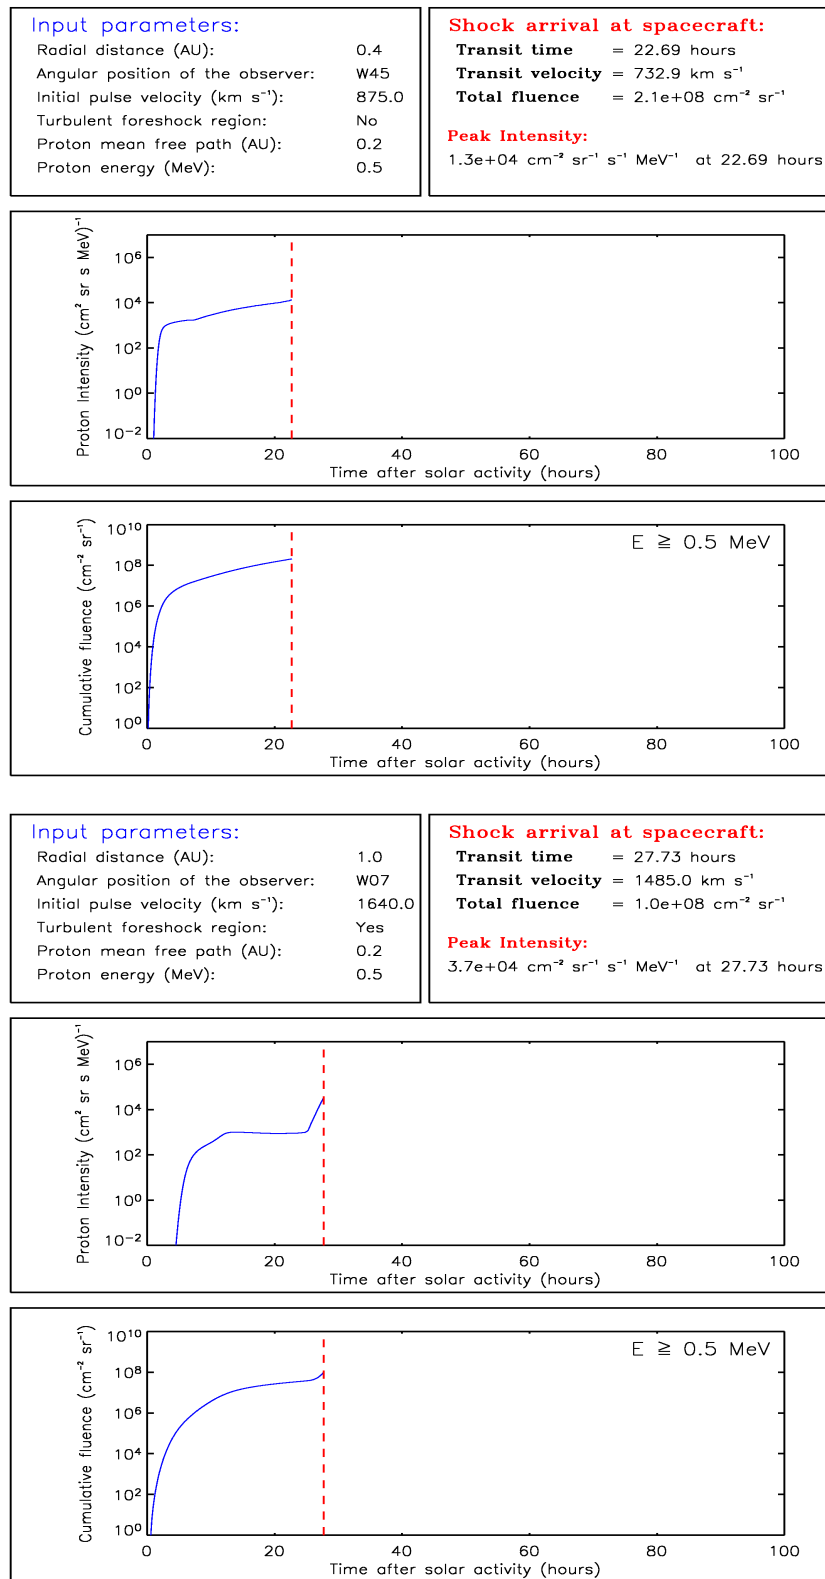 Input parameters:
Radial distance (AU): 0.4
Angular position of the observer: W45
Initial pulse velocity (km s⁻¹): 875.0
Turbulent foreshock region: No
Proton mean free path (AU): 0.2
Proton energy (MeV): 0.5
Shock arrival at spacecraft:
Transit time = 22.69 hours
Transit velocity = 732.9 km s⁻¹
Total fluence = 2.1e+08 cm⁻² sr⁻¹
Peak Intensity:
1.3e+04 cm⁻² sr⁻¹ s⁻¹ MeV⁻¹ at 22.69 hours
Proton Intensity (cm² sr s MeV)⁻¹
10⁶
10⁴
10²
10⁰
10⁻²
0 20 40 60 80 100
Time after solar activity (hours)
Cumulative fluence (cm⁻² sr⁻¹)
E ≧ 0.5 MeV
10¹⁰
10⁸
10⁶
10⁴
10²
10⁰
0 20 40 60 80 100
Time after solar activity (hours)
Input parameters:
Radial distance (AU): 1.0
Angular position of the observer: W07
Initial pulse velocity (km s⁻¹): 1640.0
Turbulent foreshock region: Yes
Proton mean free path (AU): 0.2
Proton energy (MeV): 0.5
Shock arrival at spacecraft:
Transit time = 27.73 hours
Transit velocity = 1485.0 km s⁻¹
Total fluence = 1.0e+08 cm⁻² sr⁻¹
Peak Intensity:
3.7e+04 cm⁻² sr⁻¹ s⁻¹ MeV⁻¹ at 27.73 hours
Proton Intensity (cm² sr s MeV)⁻¹
10⁶
10⁴
10²
10⁰
10⁻²
0 20 40 60 80 100
Time after solar activity (hours)
Cumulative fluence (cm⁻² sr⁻¹)
E ≧ 0.5 MeV
10¹⁰
10⁸
10⁶
10⁴
10²
10⁰
0 20 40 60 80 100
Time after solar activity (hours)